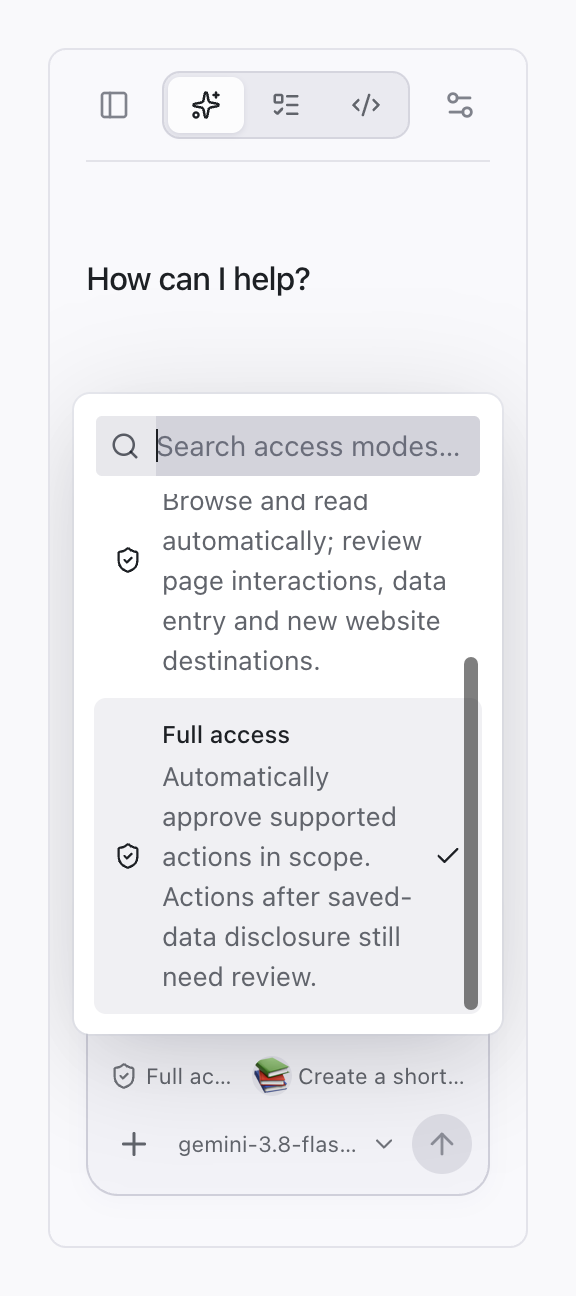 How can I help?
Search access modes...
Browse and read
automatically; review
page interactions, data
entry and new website
destinations.
Full access
Automatically
approve supported
actions in scope.
Actions after saved-
data disclosure still
need review.
Full ac... Create a short...
gemini-3.8-flas...